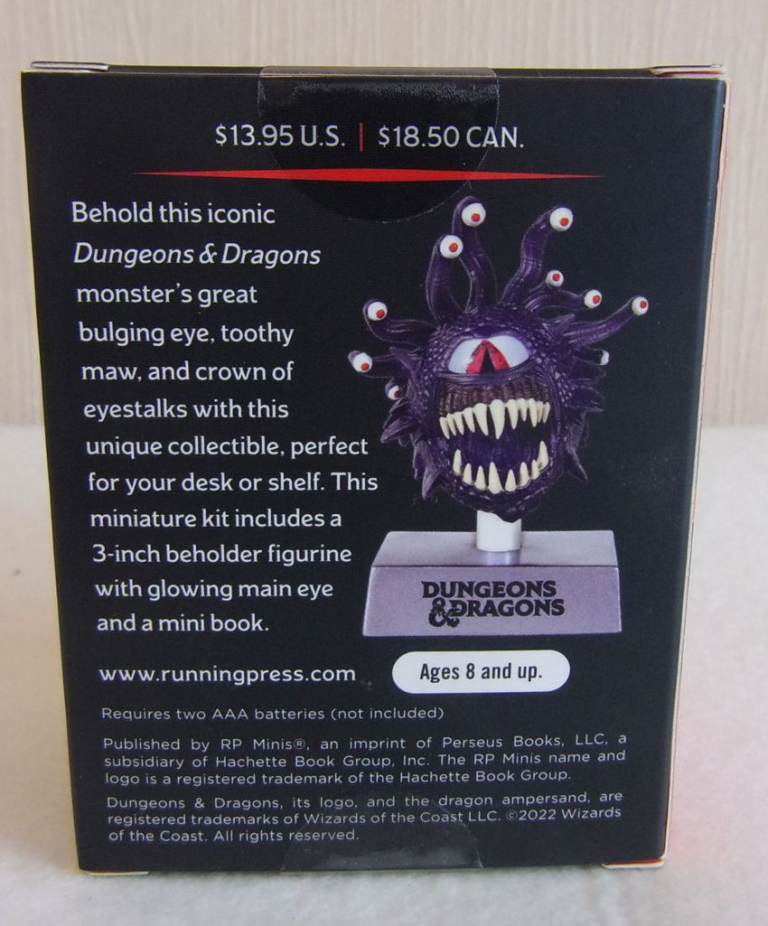 $13.95 U.S. | $18.50 CAN.
Behold this iconic
Dungeons & Dragons
monster's great
bulging eye, toothy
maw, and crown of
eyestalks with this
unique collectible, perfect
for your desk or shelf. This
miniature kit includes a
3-inch beholder figurine
with glowing main eye
and a mini book.
DUNGEONS
& DRAGONS
www.runningpress.com
Ages 8 and up.
Requires two AAA batteries (not included)
Published by RP Minis®, an imprint of Perseus Books, LLC, a
subsidiary of Hachette Book Group, Inc. The RP Minis name and
logo is a registered trademark of the Hachette Book Group.
Dungeons & Dragons, its logo, and the dragon ampersand, are
registered trademarks of Wizards of the Coast LLC. ©2022 Wizards
of the Coast. All rights reserved.